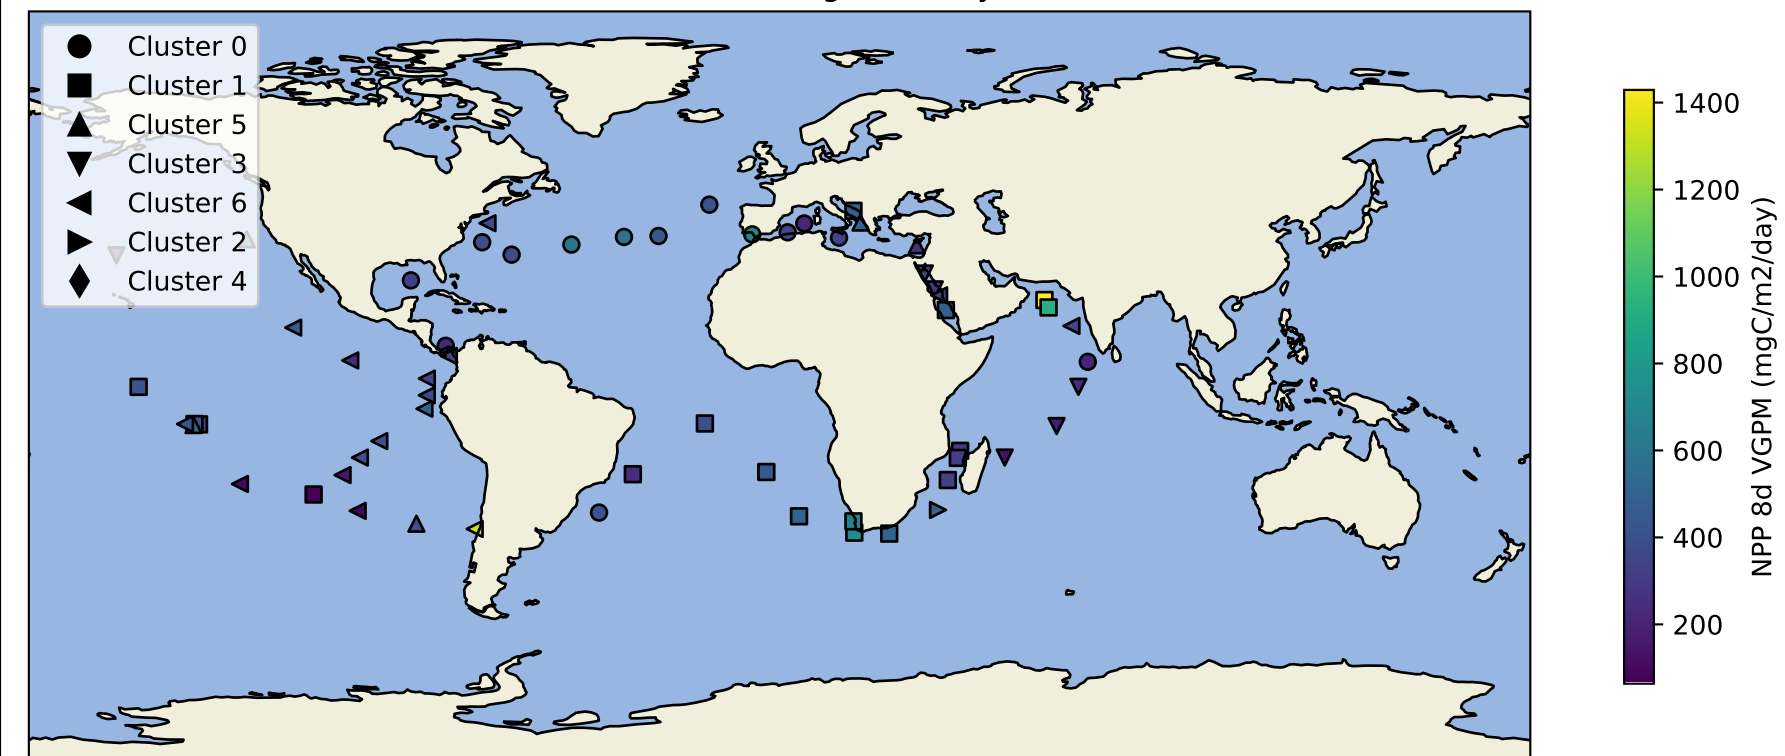 Cluster 0
Cluster 1
Cluster 5
Cluster 3
Cluster 6
Cluster 2
Cluster 4
1400
1200
1000
800
600
400
200
NPP 8d VGPM (mgC/m2/day)